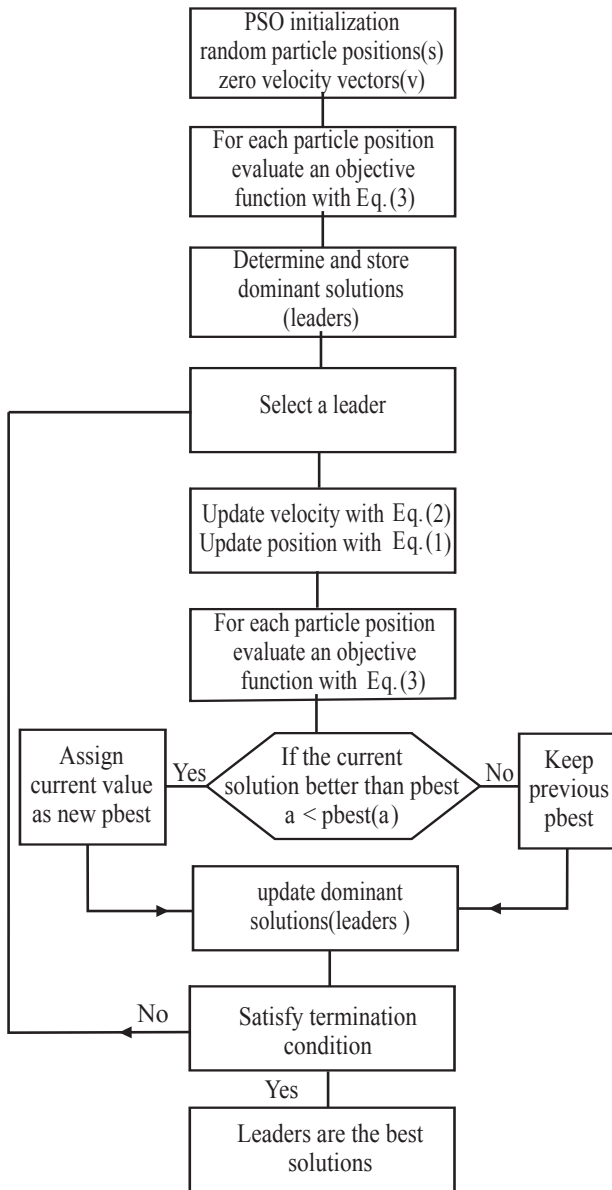 PSO initialization
random particle positions(s)
zero velocity vectors(v)
For each particle position
evaluate an objective
function with Eq.(3)
Determine and store
dominant solutions
(leaders)
Select a leader
Update velocity with Eq.(2)
Update position with Eq.(1)
For each particle position
evaluate an objective
function with Eq.(3)
If the current
solution better than pbest
a < pbest(a)
Yes
Assign
current value
as new pbest
No
Keep
previous
pbest
update dominant
solutions(leaders )
Satisfy termination
condition
No
Yes
Leaders are the best
solutions